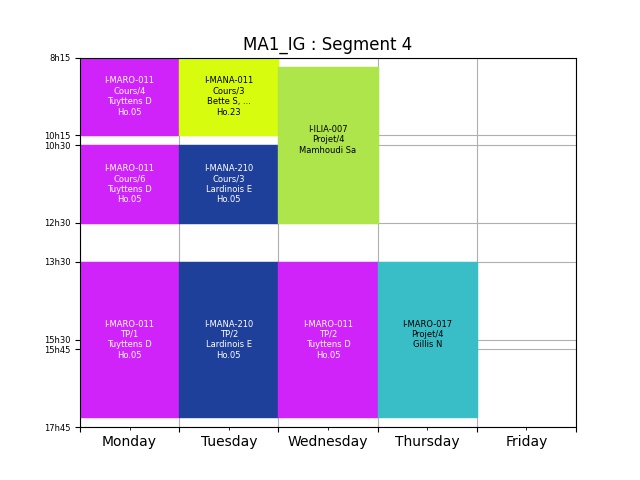 MA1_IG : Segment 4
8h15
10h15
10h30
12h30
13h30
15h30
15h45
17h45
I-MARO-011
Cours/4
Tuyttens D
Ho.05
I-MANA-011
Cours/3
Bette S, ...
Ho.23
I-ILIA-007
Projet/4
Mamhoudi Sa
I-MARO-011
Cours/6
Tuyttens D
Ho.05
I-MANA-210
Cours/3
Lardinois E
Ho.05
I-MARO-011
TP/1
Tuyttens D
Ho.05
I-MANA-210
TP/2
Lardinois E
Ho.05
I-MARO-011
TP/2
Tuyttens D
Ho.05
I-MARO-017
Projet/4
Gillis N
Monday
Tuesday
Wednesday
Thursday
Friday